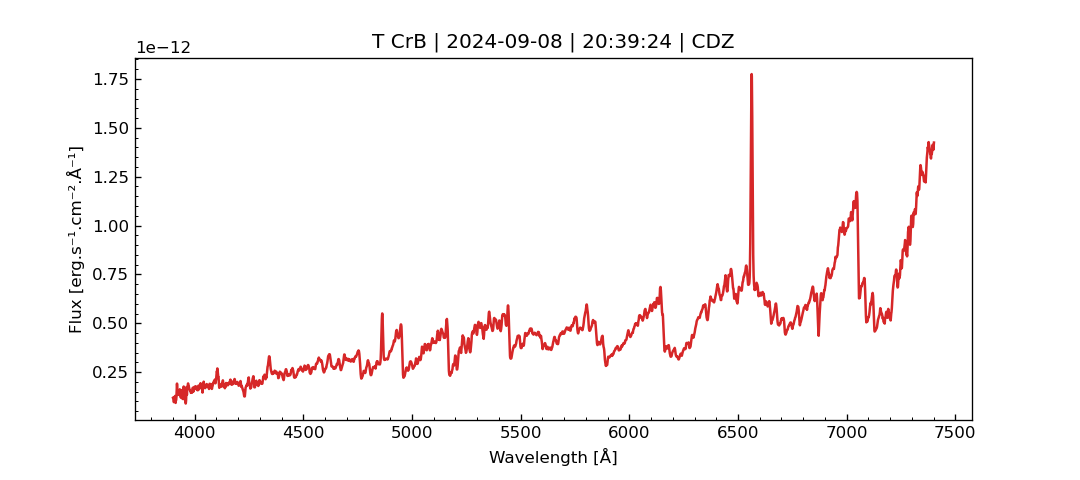 T CrB | 2024-09-08 | 20:39:24 | CDZ
1e−12
1.75
1.50
1.25
1.00
0.75
0.50
0.25
Flux [erg.s⁻¹.cm⁻².Å⁻¹]
4000 4500 5000 5500 6000 6500 7000 7500
Wavelength [Å]